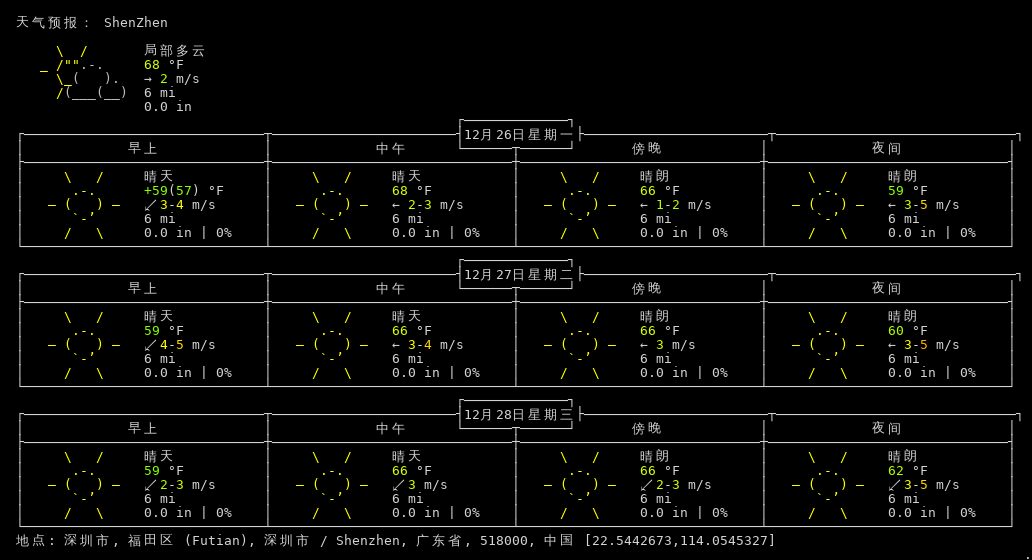 天气预报： ShenZhen
局部多云
68 °F
→ 2 m/s
6 mi
0.0 in
12月26日星期一
早上 中午 傍晚 夜间
晴天 晴天 晴朗 晴朗
+59(57) °F 68 °F 66 °F 59 °F
↙ 3-4 m/s ← 2-3 m/s ← 1-2 m/s ← 3-5 m/s
6 mi 6 mi 6 mi 6 mi
0.0 in | 0% 0.0 in | 0% 0.0 in | 0% 0.0 in | 0%
12月27日星期二
早上 中午 傍晚 夜间
晴天 晴天 晴朗 晴朗
59 °F 66 °F 66 °F 60 °F
↙ 4-5 m/s ← 3-4 m/s ← 3 m/s ← 3-5 m/s
6 mi 6 mi 6 mi 6 mi
0.0 in | 0% 0.0 in | 0% 0.0 in | 0% 0.0 in | 0%
12月28日星期三
早上 中午 傍晚 夜间
晴天 晴天 晴朗 晴朗
59 °F 66 °F 66 °F 62 °F
↙ 2-3 m/s ↙ 3 m/s ↙ 2-3 m/s ↙ 3-5 m/s
6 mi 6 mi 6 mi 6 mi
0.0 in | 0% 0.0 in | 0% 0.0 in | 0% 0.0 in | 0%
地点: 深圳市, 福田区 (Futian), 深圳市 / Shenzhen, 广东省, 518000, 中国 [22.5442673,114.0545327]